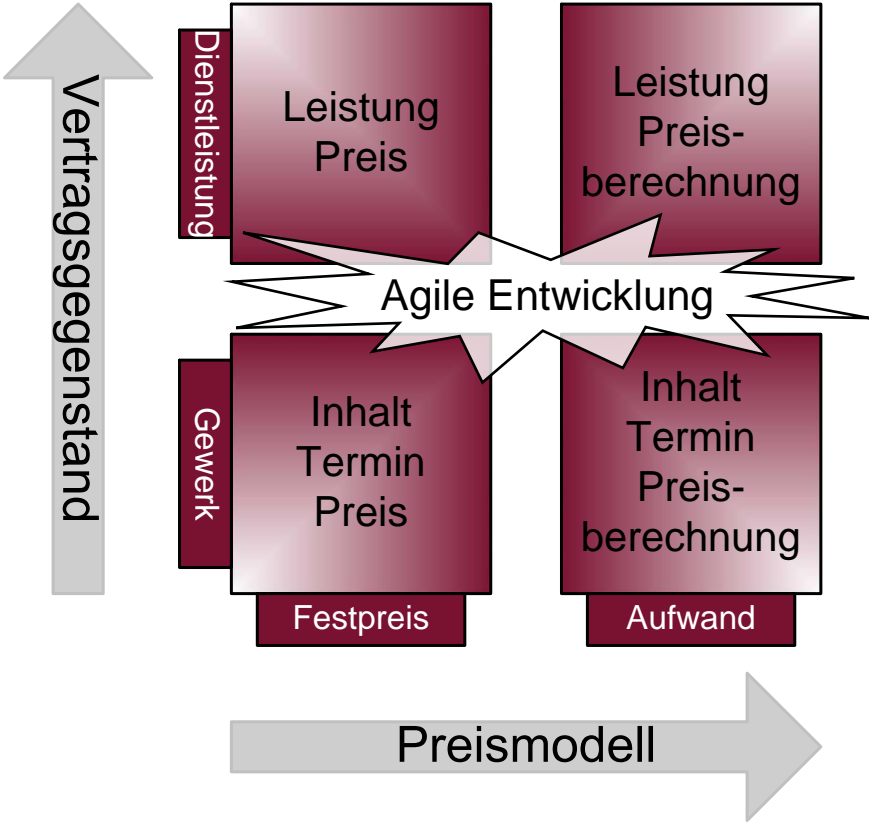 Vertragsgegenstand
Dienstleistung
Leistung
Preis
Leistung
Preis-
berechnung
Agile Entwicklung
Gewerk
Inhalt
Termin
Preis
Inhalt
Termin
Preis-
berechnung
Festpreis
Aufwand
Preismodell